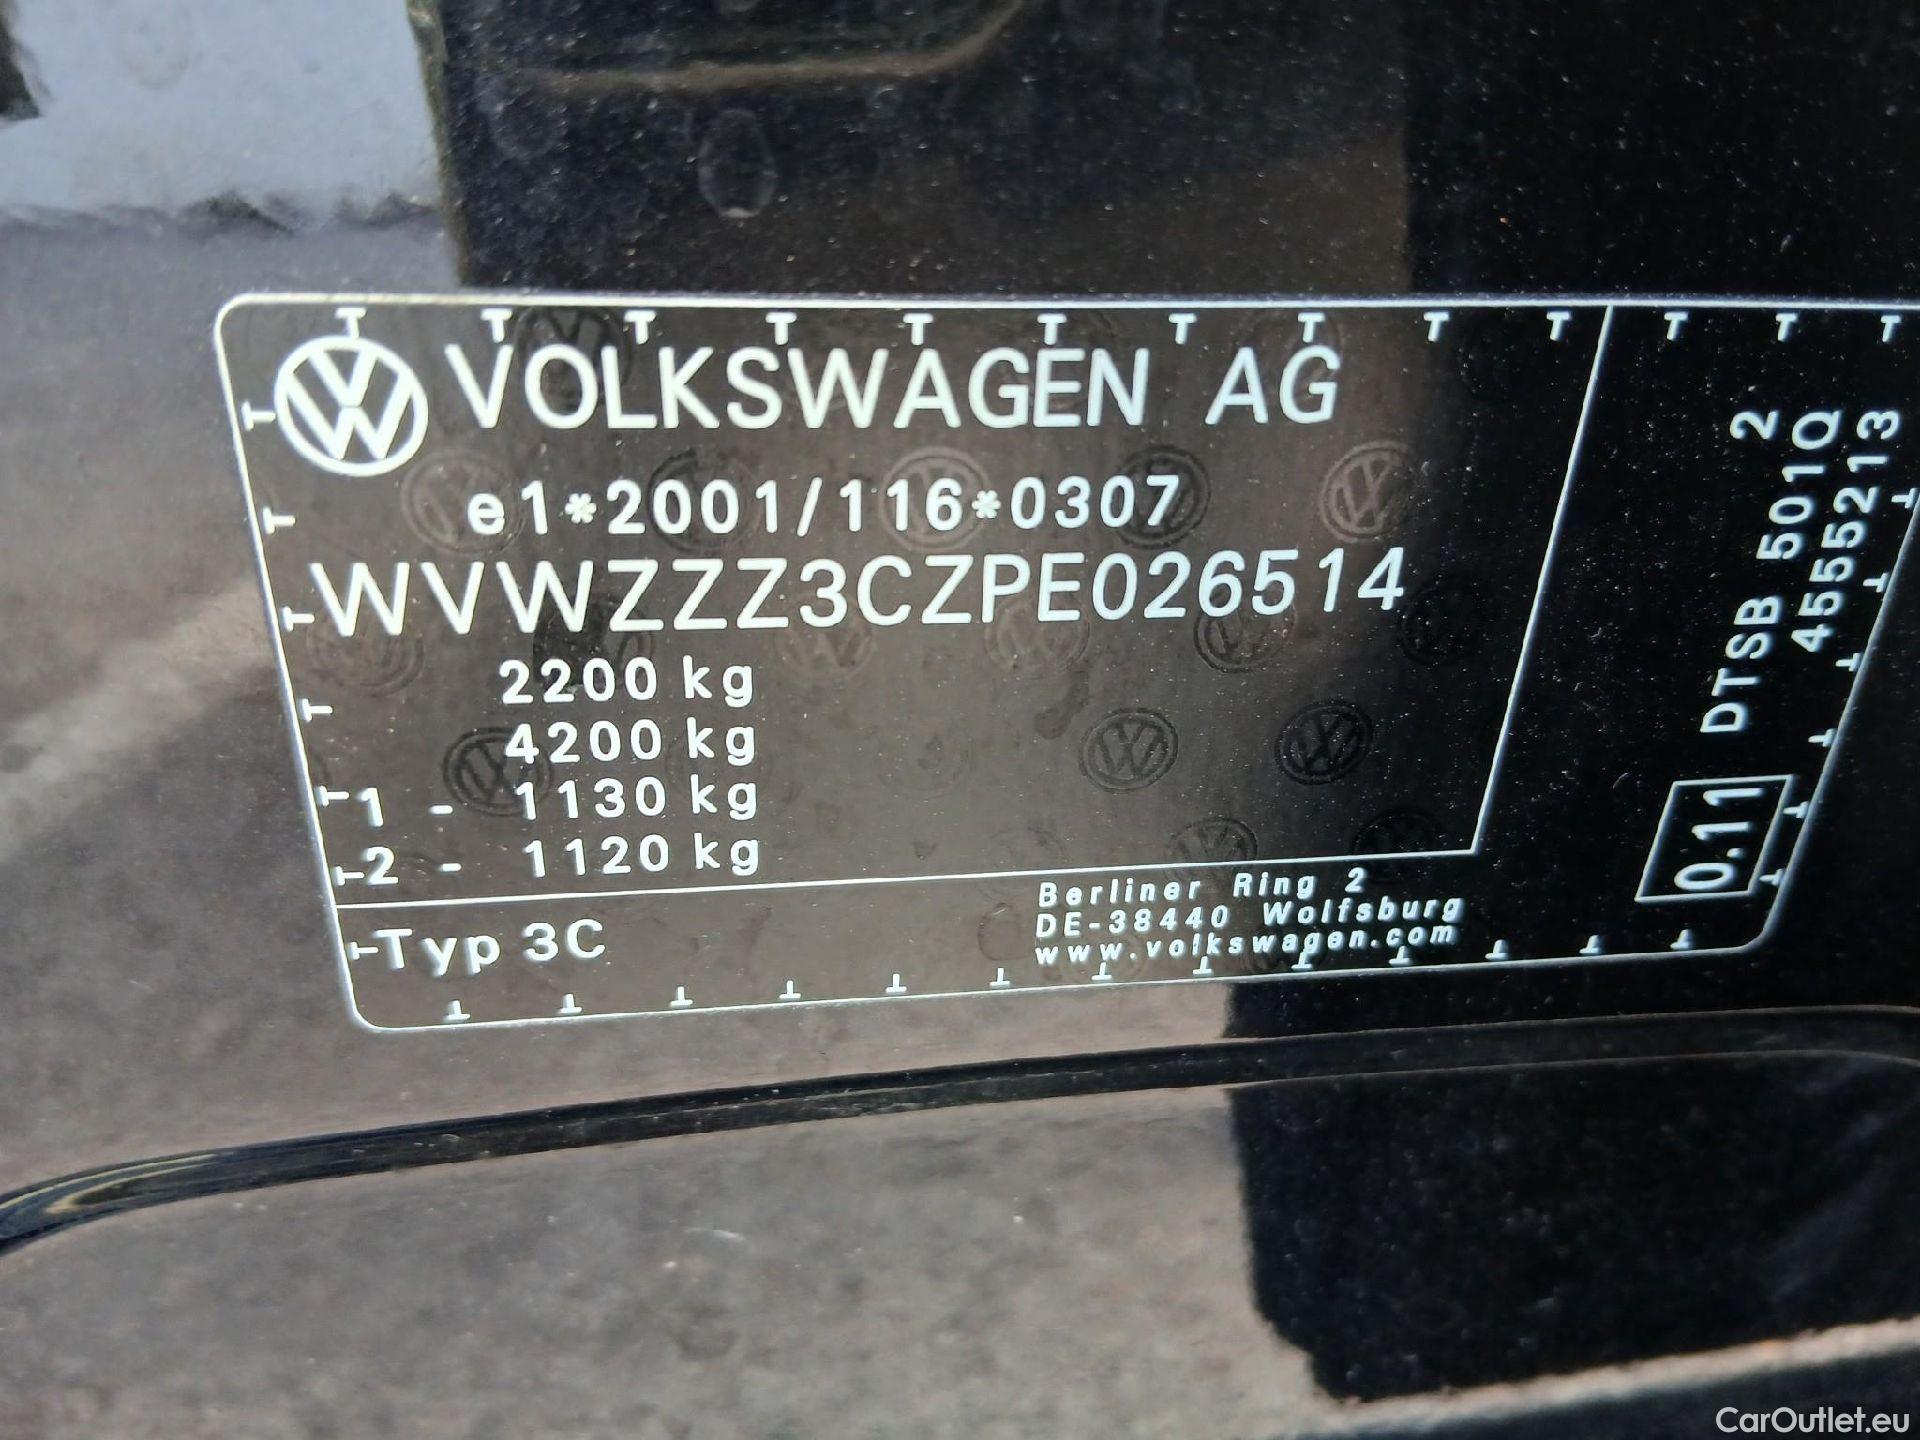 VOLKSWAGEN AG
e1*2001/116*0307
WVWZZZ3CZPE026514
2200 kg
4200 kg
1 - 1130 kg
2 - 1120 kg
Typ 3C
Berliner Ring 2
DE-38440 Wolfsburg
www.volkswagen.com
0.11
DTSB 501Q 2
4555213
CarOutlet.eu